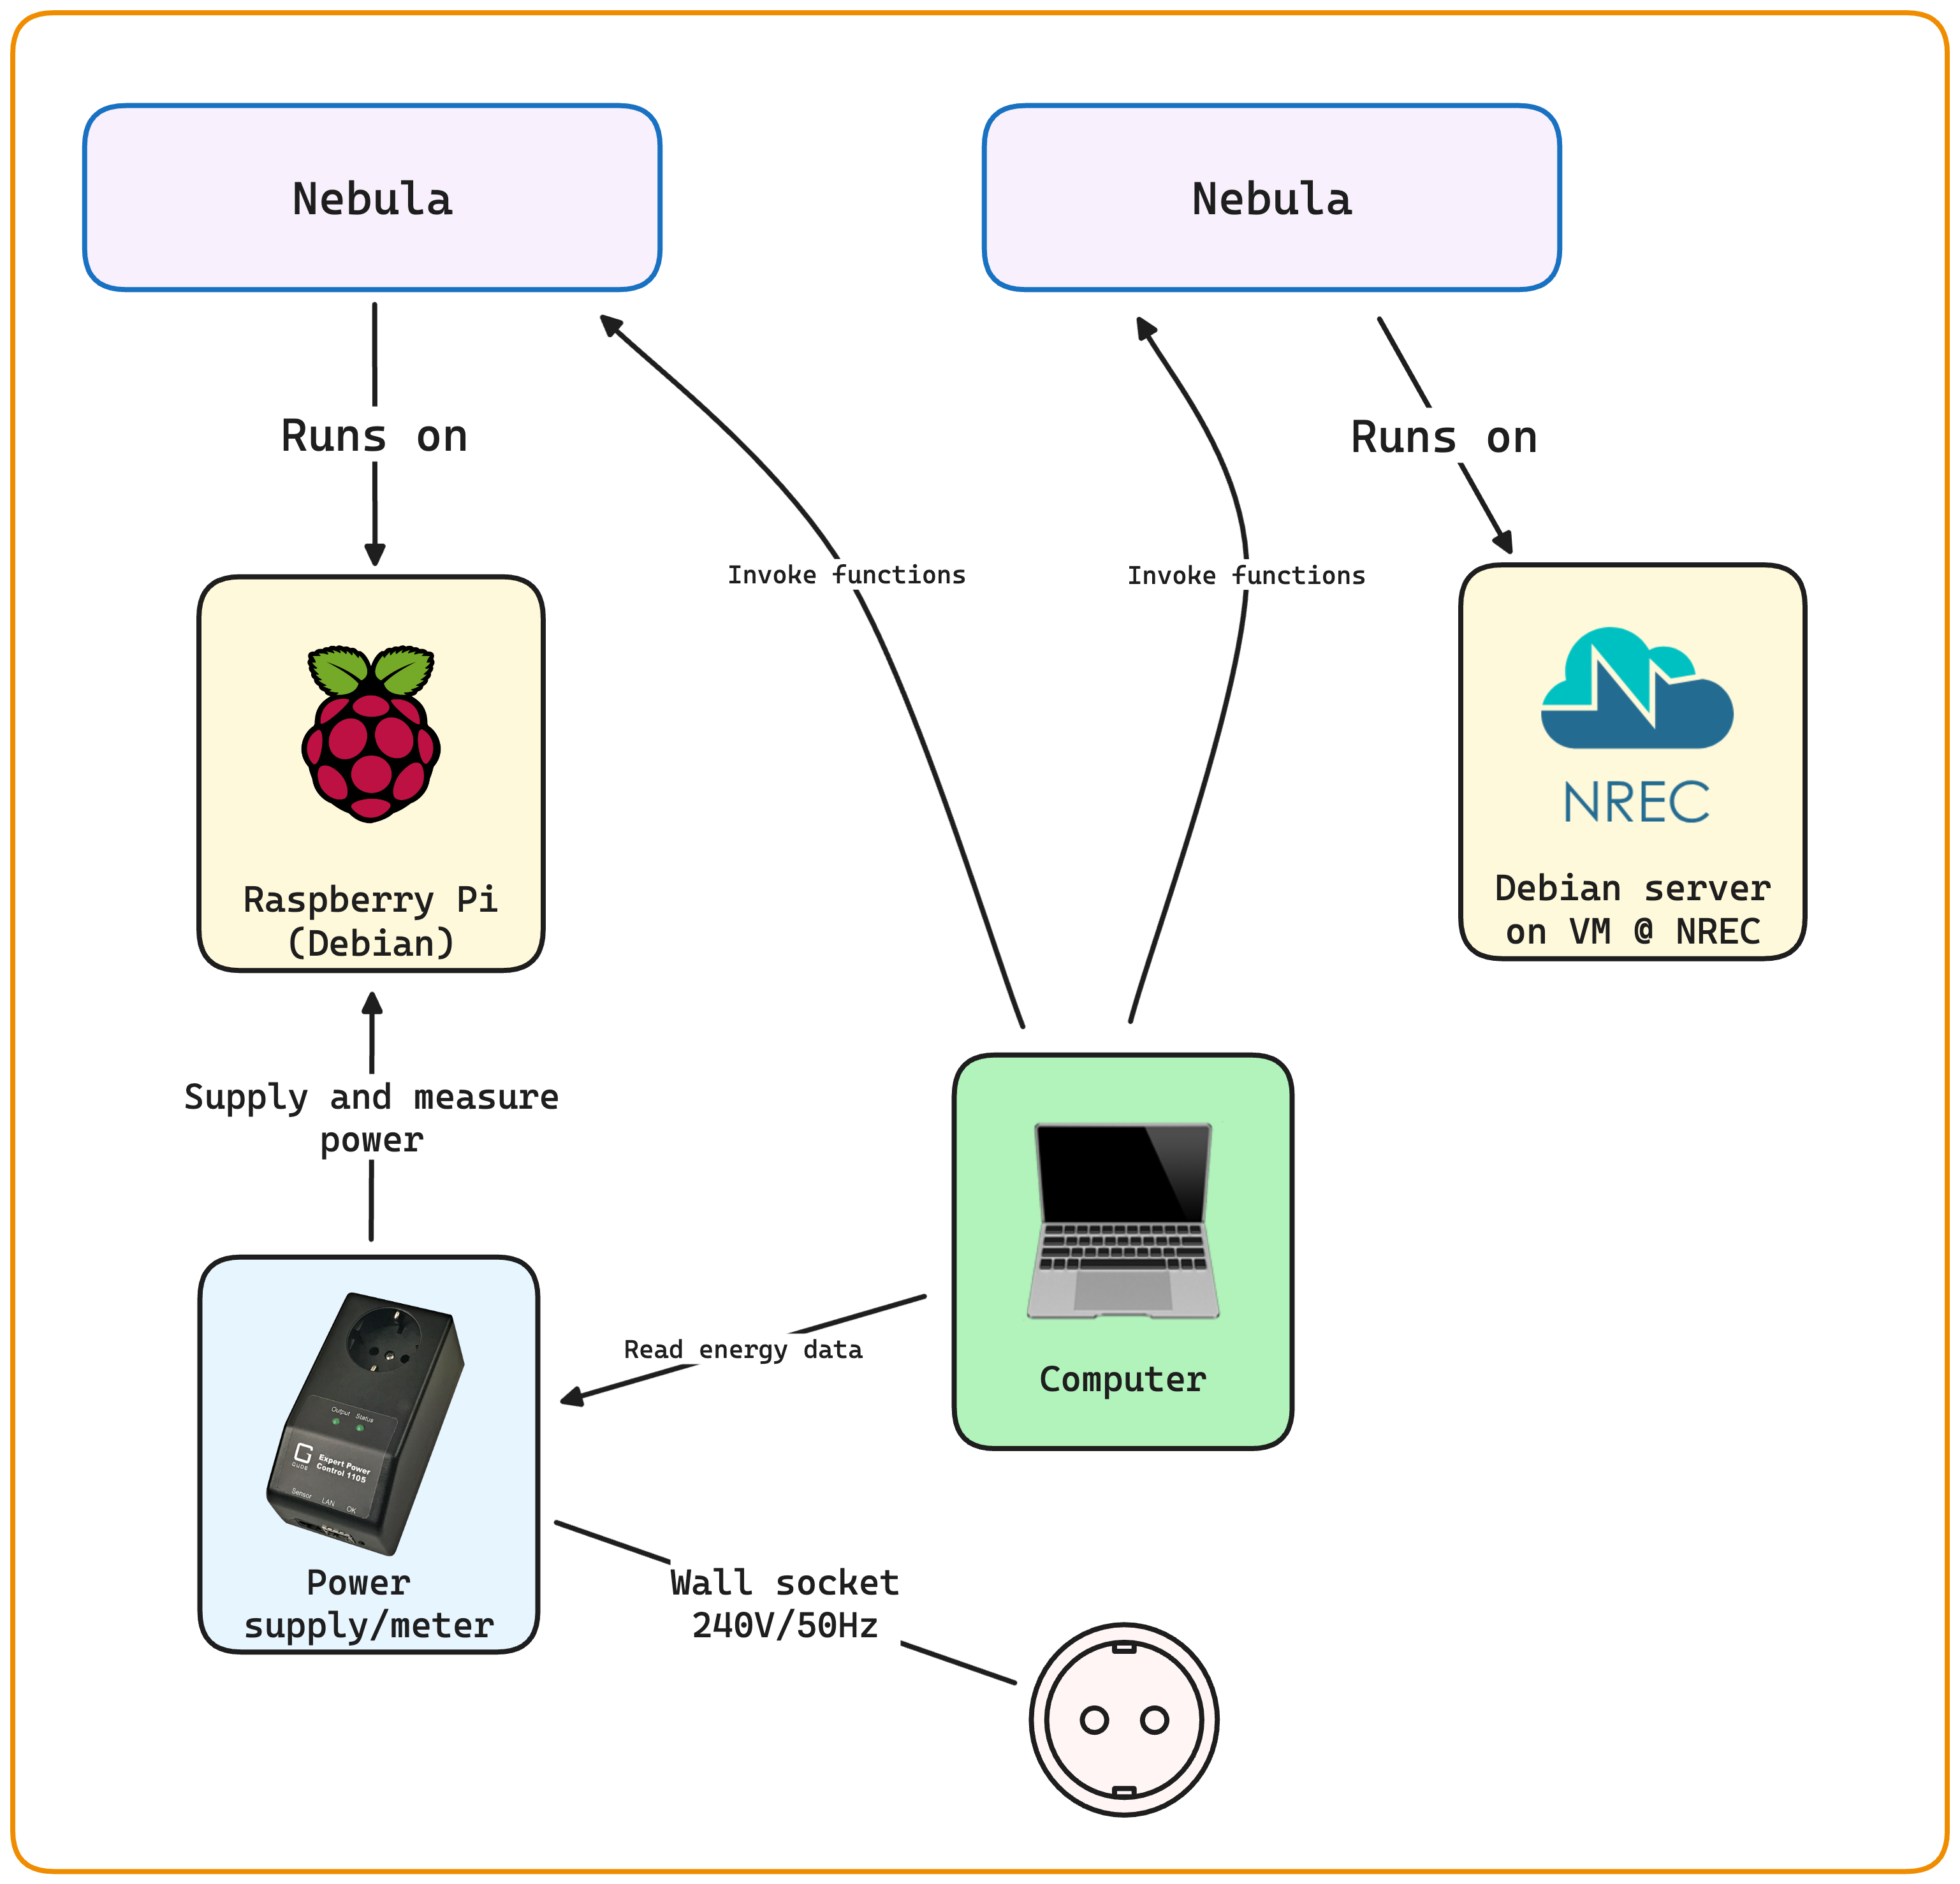 Nebula
Nebula
Runs on
Runs on
Invoke functions
Invoke functions
NREC
Raspberry Pi
(Debian)
Debian server
on VM @ NREC
Supply and measure
power
Computer
Read energy data
Output Status
GUDE
Expert Power
Control 1105
Sensor LAN OK
Power
supply/meter
Wall socket
240V/50Hz